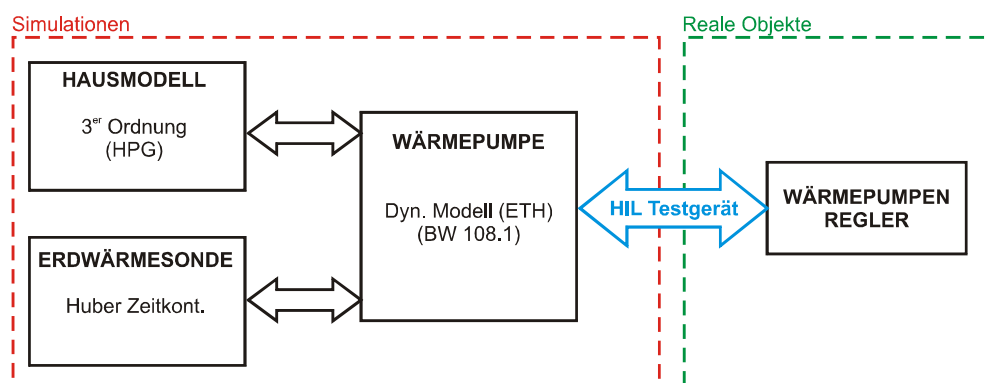 Simulationen
Reale Objekte
HAUSMODELL
3er Ordnung
(HPG)
WÄRMEPUMPE
Dyn. Modell (ETH)
(BW 108.1)
HIL Testgerät
WÄRMEPUMPEN
REGLER
ERDWÄRMESONDE
Huber Zeitkont.